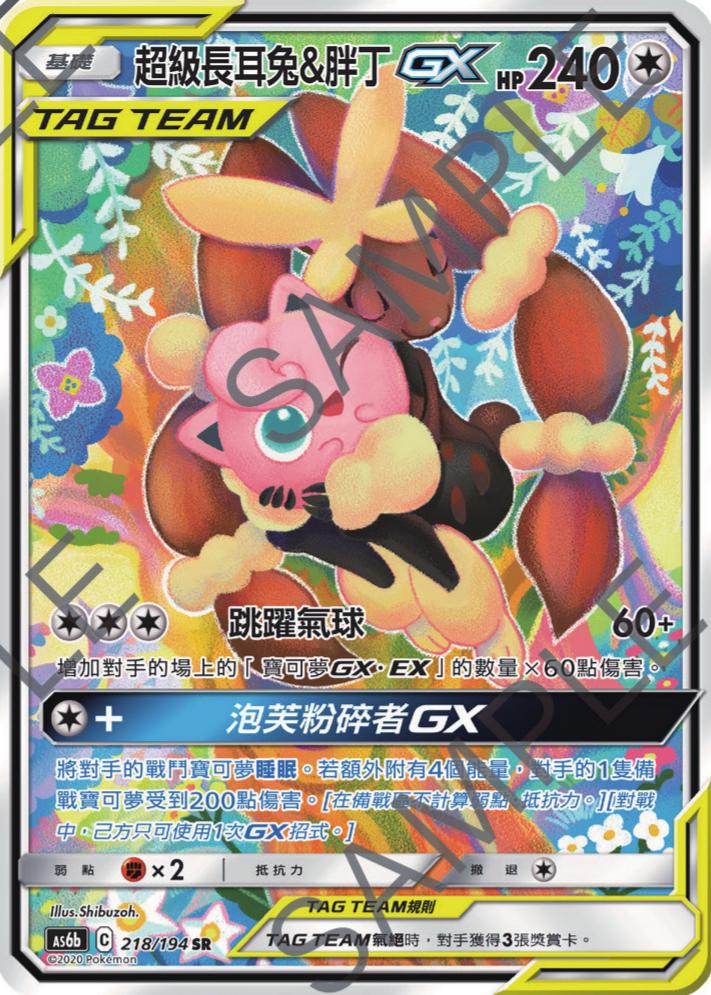 基礎 超級長耳兔&胖丁GX HP240
TAG TEAM
SAMPLE
跳躍氣球 60+
增加對手的場上的「寶可夢GX・EX」的數量×60點傷害。
+ 泡芙粉碎者GX
將對手的戰鬥寶可夢睡眠。若額外附有4個能量,對手的1隻備
戰寶可夢受到200點傷害。[在備戰區不計算弱點・抵抗力。][對戰
中,己方只可使用1次GX招式。]
弱點 ×2 抵抗力 撤退
Illus.Shibuzoh.
TAG TEAM規則
AS6b C 218/194 SR
TAG TEAM氣絕時,對手獲得3張獎賞卡。
©2020 Pokémon
SAMPLE